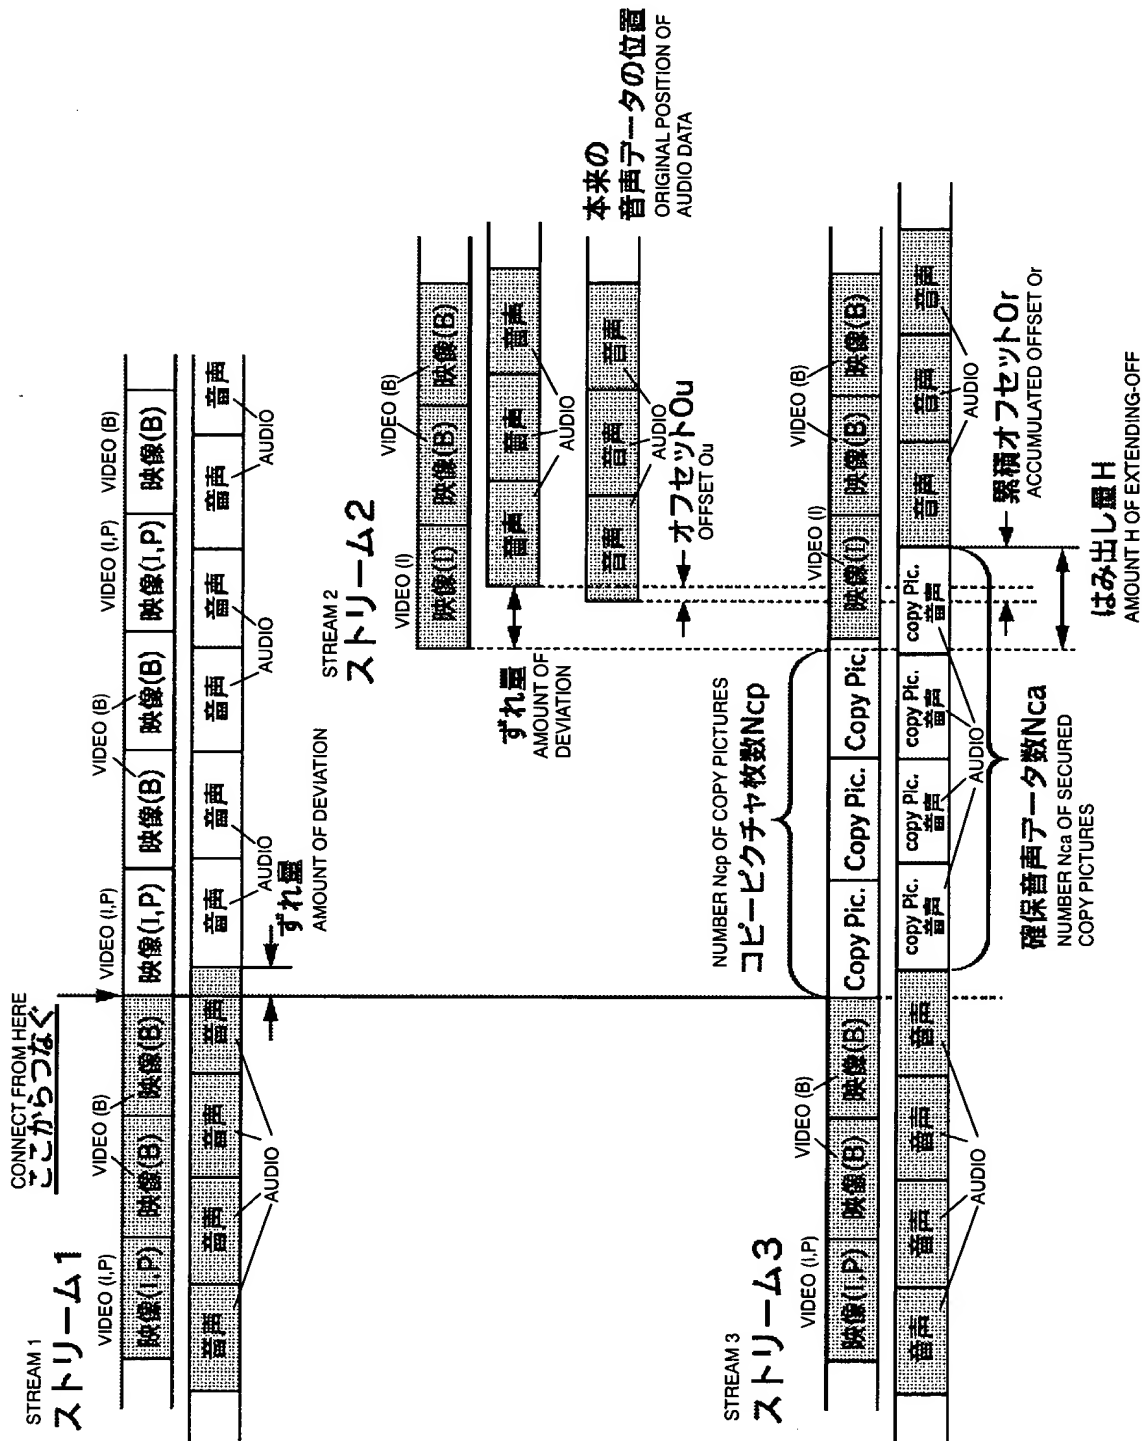 STREAM 1
ストリーム1
CONNECT FROM HERE
ここからつなぐ
VIDEO (I,P)
VIDEO (B)
VIDEO (I,P)
VIDEO (B)
VIDEO (I,P)
VIDEO (B)
映像(I,P)
映像(B)
映像(B)
映像(I,P)
映像(B)
映像(B)
映像(I,P)
映像(B)
音声
音声
音声
音声
音声
音声
音声
音声
音声
AUDIO
AUDIO
AUDIO
AUDIO
AUDIO
ずれ量
AMOUNT OF DEVIATION
STREAM 2
ストリーム2
VIDEO (I)
VIDEO (B)
映像(I)
映像(B)
映像(B)
音声
音声
音声
AUDIO
ずれ量
AMOUNT OF
DEVIATION
音声
音声
音声
AUDIO
本来の
音声データの位置
ORIGINAL POSITION OF
AUDIO DATA
オフセットOu
OFFSET Ou
STREAM 3
ストリーム3
NUMBER Ncp OF COPY PICTURES
コピーピクチャ枚数Ncp
VIDEO (I,P)
VIDEO (B)
VIDEO (I)
VIDEO (B)
映像(I,P)
映像(B)
映像(B)
Copy Pic.
Copy Pic.
Copy Pic.
映像(I)
映像(B)
映像(B)
音声
音声
音声
音声
copy Pic.
音声
copy Pic.
音声
copy Pic.
音声
copy Pic.
音声
音声
音声
音声
AUDIO
AUDIO
AUDIO
確保音声データ数Nca
NUMBER Nca OF SECURED
COPY PICTURES
累積オフセットOr
ACCUMULATED OFFSET Or
はみ出し量H
AMOUNT H OF EXTENDING-OFF